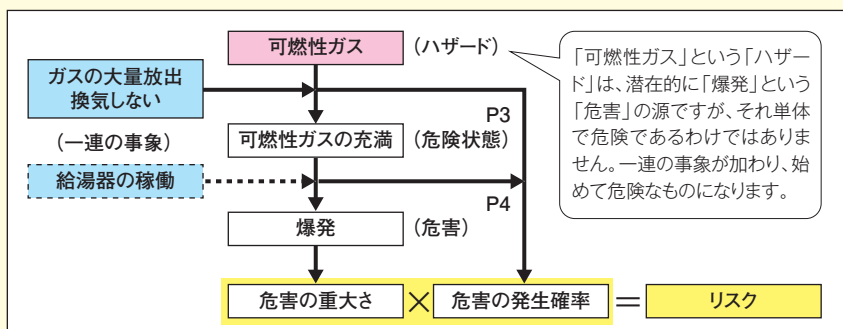 可燃性ガス
(ハザード)
ガスの大量放出
換気しない
(一連の事象)
P3
可燃性ガスの充満
(危険状態)
給湯器の稼働
P4
爆発
(危害)
危害の重大さ
×
危害の発生確率
=
リスク
「可燃性ガス」という「ハザー
ド」は、潜在的に「爆発」という
「危害」の源ですが、それ単体
で危険であるわけではありま
せん。一連の事象が加わり、始
めて危険なものになります。